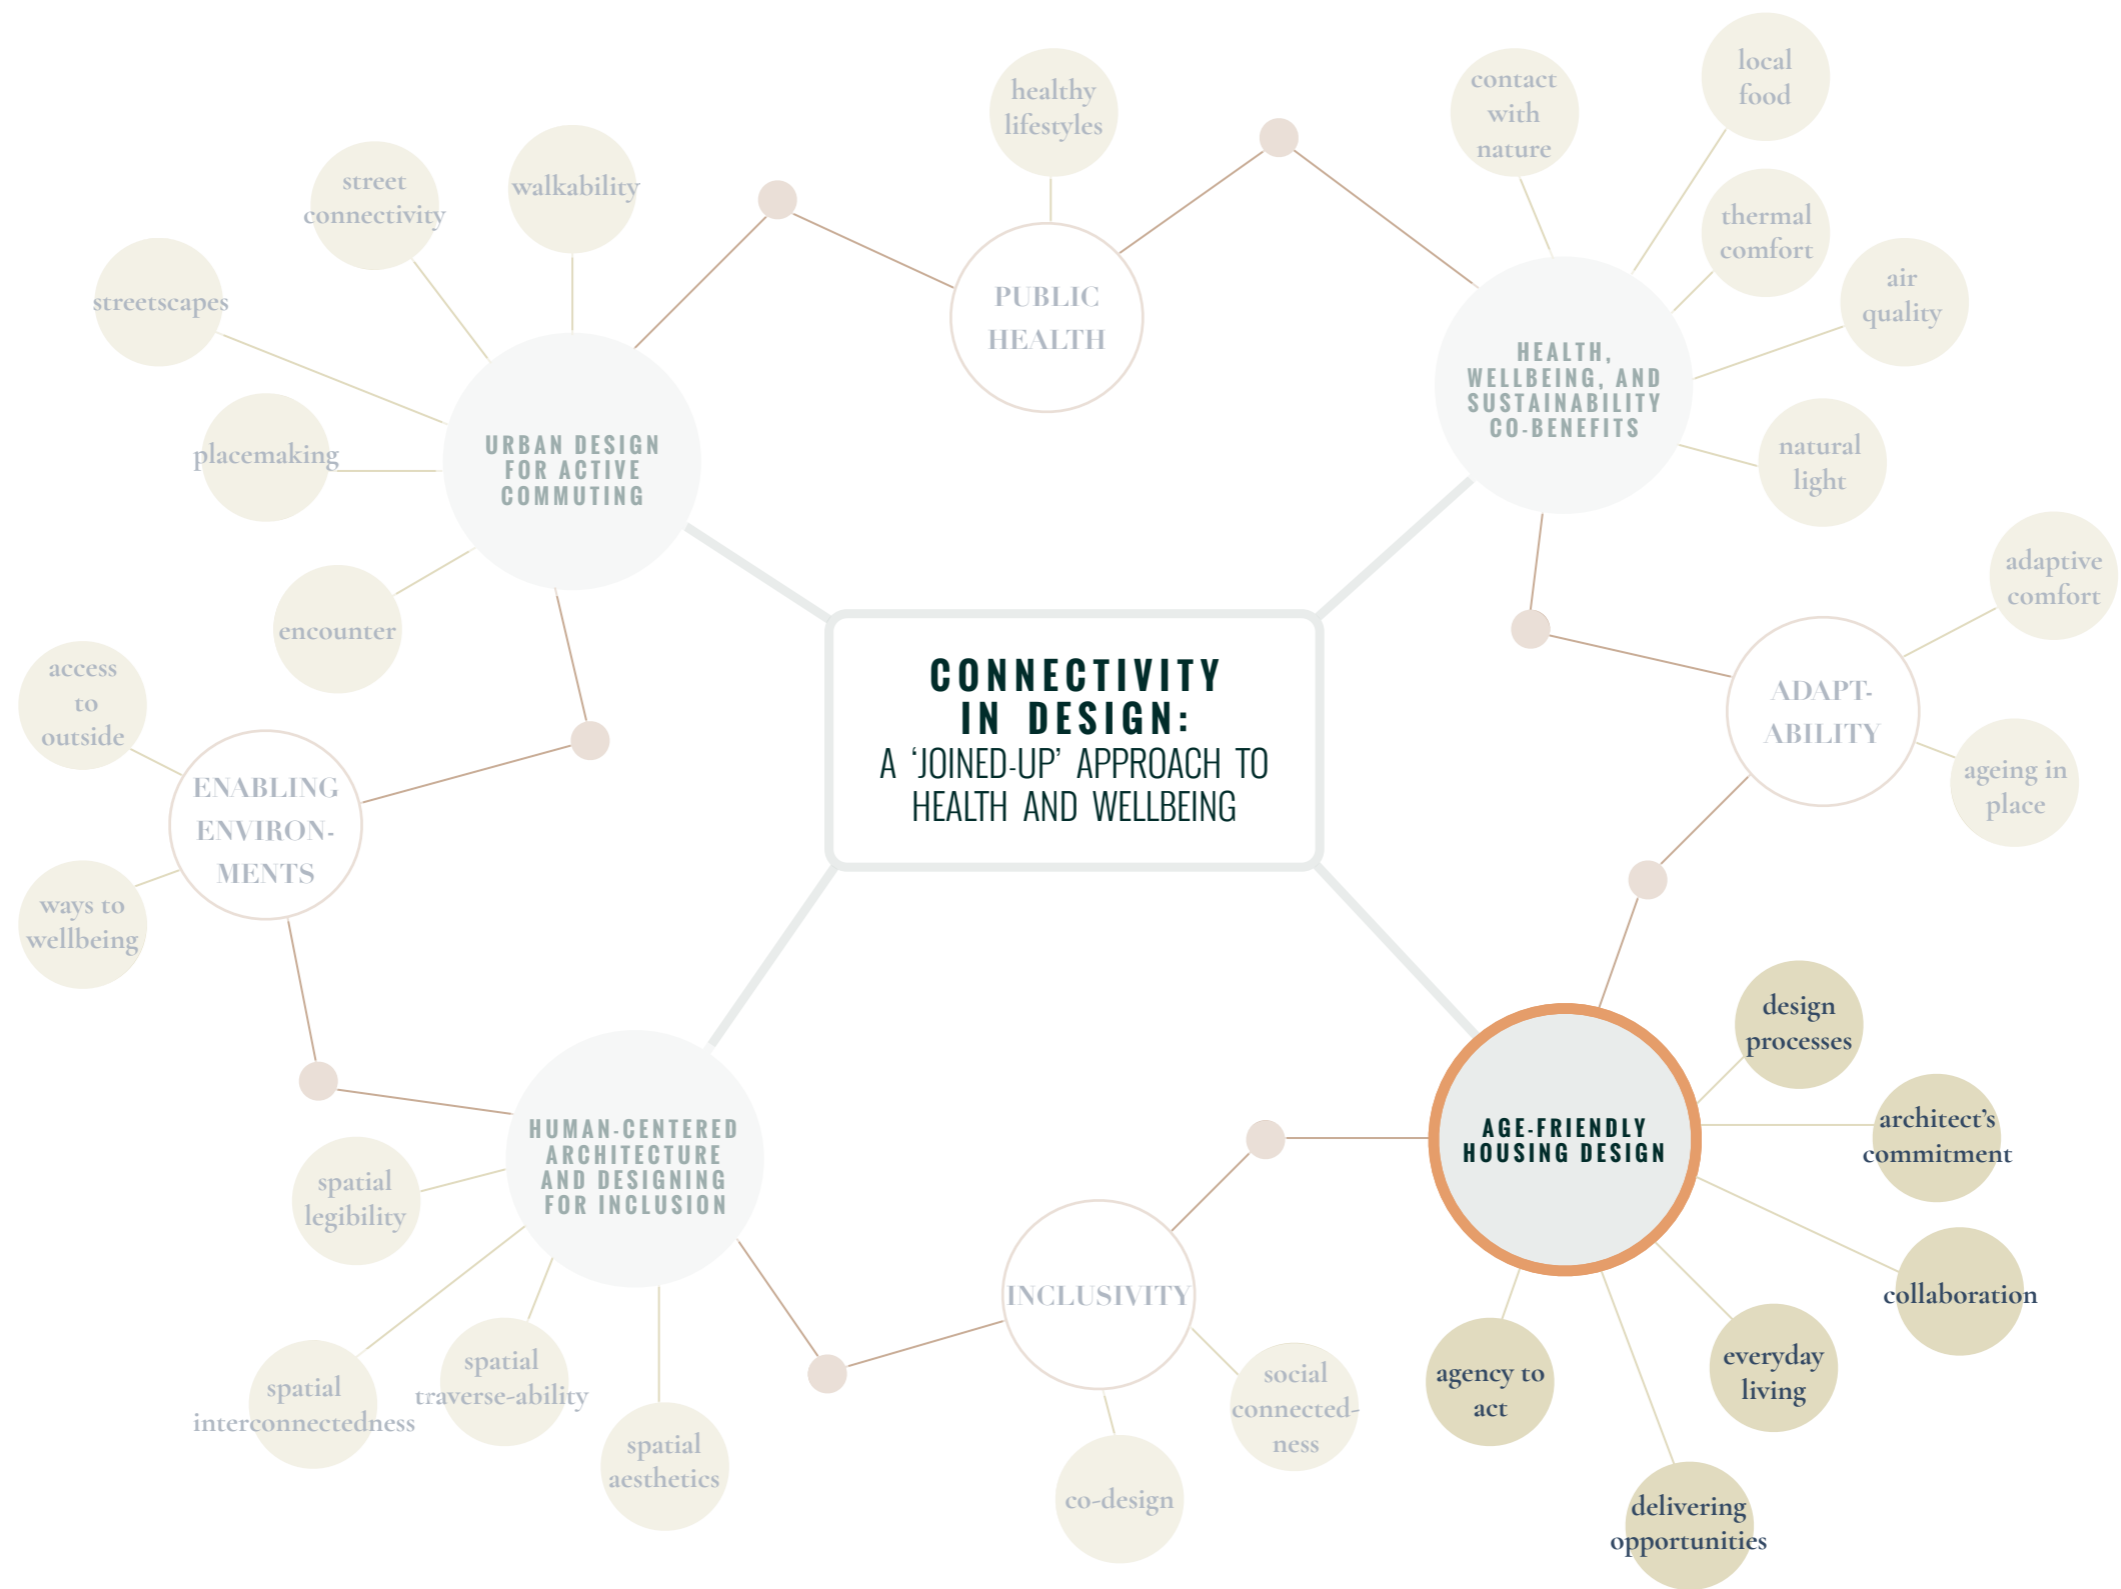 healthy
lifestyles
contact
with
nature
local
food
street
connectivity
walkability
thermal
comfort
streetscapes
air
quality
PUBLIC
HEALTH
HEALTH,
WELLBEING, AND
SUSTAINABILITY
CO-BENEFITS
placemaking
URBAN DESIGN
FOR ACTIVE
COMMUTING
natural
light
encounter
adaptive
comfort
access
to
outside
CONNECTIVITY
IN DESIGN:
A ‘JOINED-UP’ APPROACH TO
HEALTH AND WELLBEING
ADAPT-
ABILITY
ageing in
place
ENABLING
ENVIRON-
MENTS
ways to
wellbeing
design
processes
HUMAN-CENTERED
ARCHITECTURE
AND DESIGNING
FOR INCLUSION
AGE-FRIENDLY
HOUSING DESIGN
architect’s
commitment
spatial
legibility
INCLUSIVITY
collaboration
spatial
interconnectedness
spatial
traverse-ability
spatial
aesthetics
social
connected-
ness
co-design
agency to
act
everyday
living
delivering
opportunities